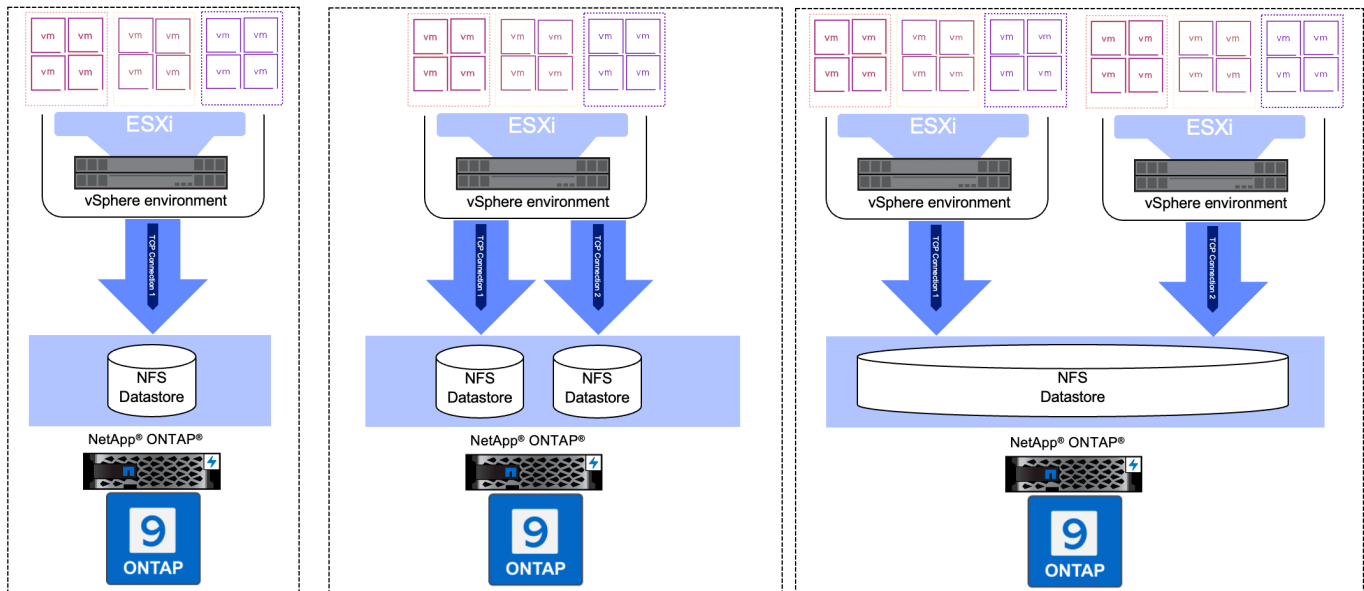 vm vm vm vm vm vm
vm vm vm vm vm vm
ESXi
vSphere environment
TCP Connection 1
NFS
Datastore
NetApp® ONTAP®
9
ONTAP
vm vm vm vm vm vm
vm vm vm vm vm vm
ESXi
vSphere environment
TCP Connection 1
TCP Connection 2
NFS
Datastore
NFS
Datastore
NetApp® ONTAP®
9
ONTAP
vm vm vm vm vm vm
vm vm vm vm vm vm
ESXi
vSphere environment
vm vm vm vm vm vm
vm vm vm vm vm vm
ESXi
vSphere environment
TCP Connection 1
TCP Connection 2
NFS
Datastore
NetApp® ONTAP®
9
ONTAP